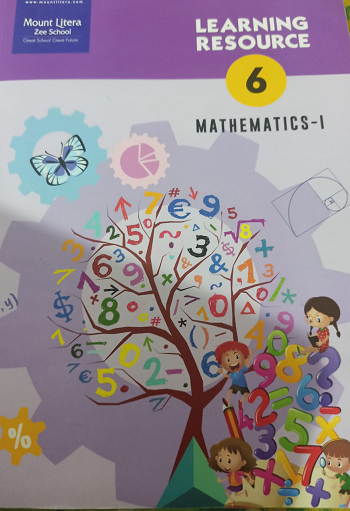 www.mountlitera.com
Mount Litera
Zee School
Great School. Great Future
LEARNING
RESOURCE
6
MATHEMATICS-I